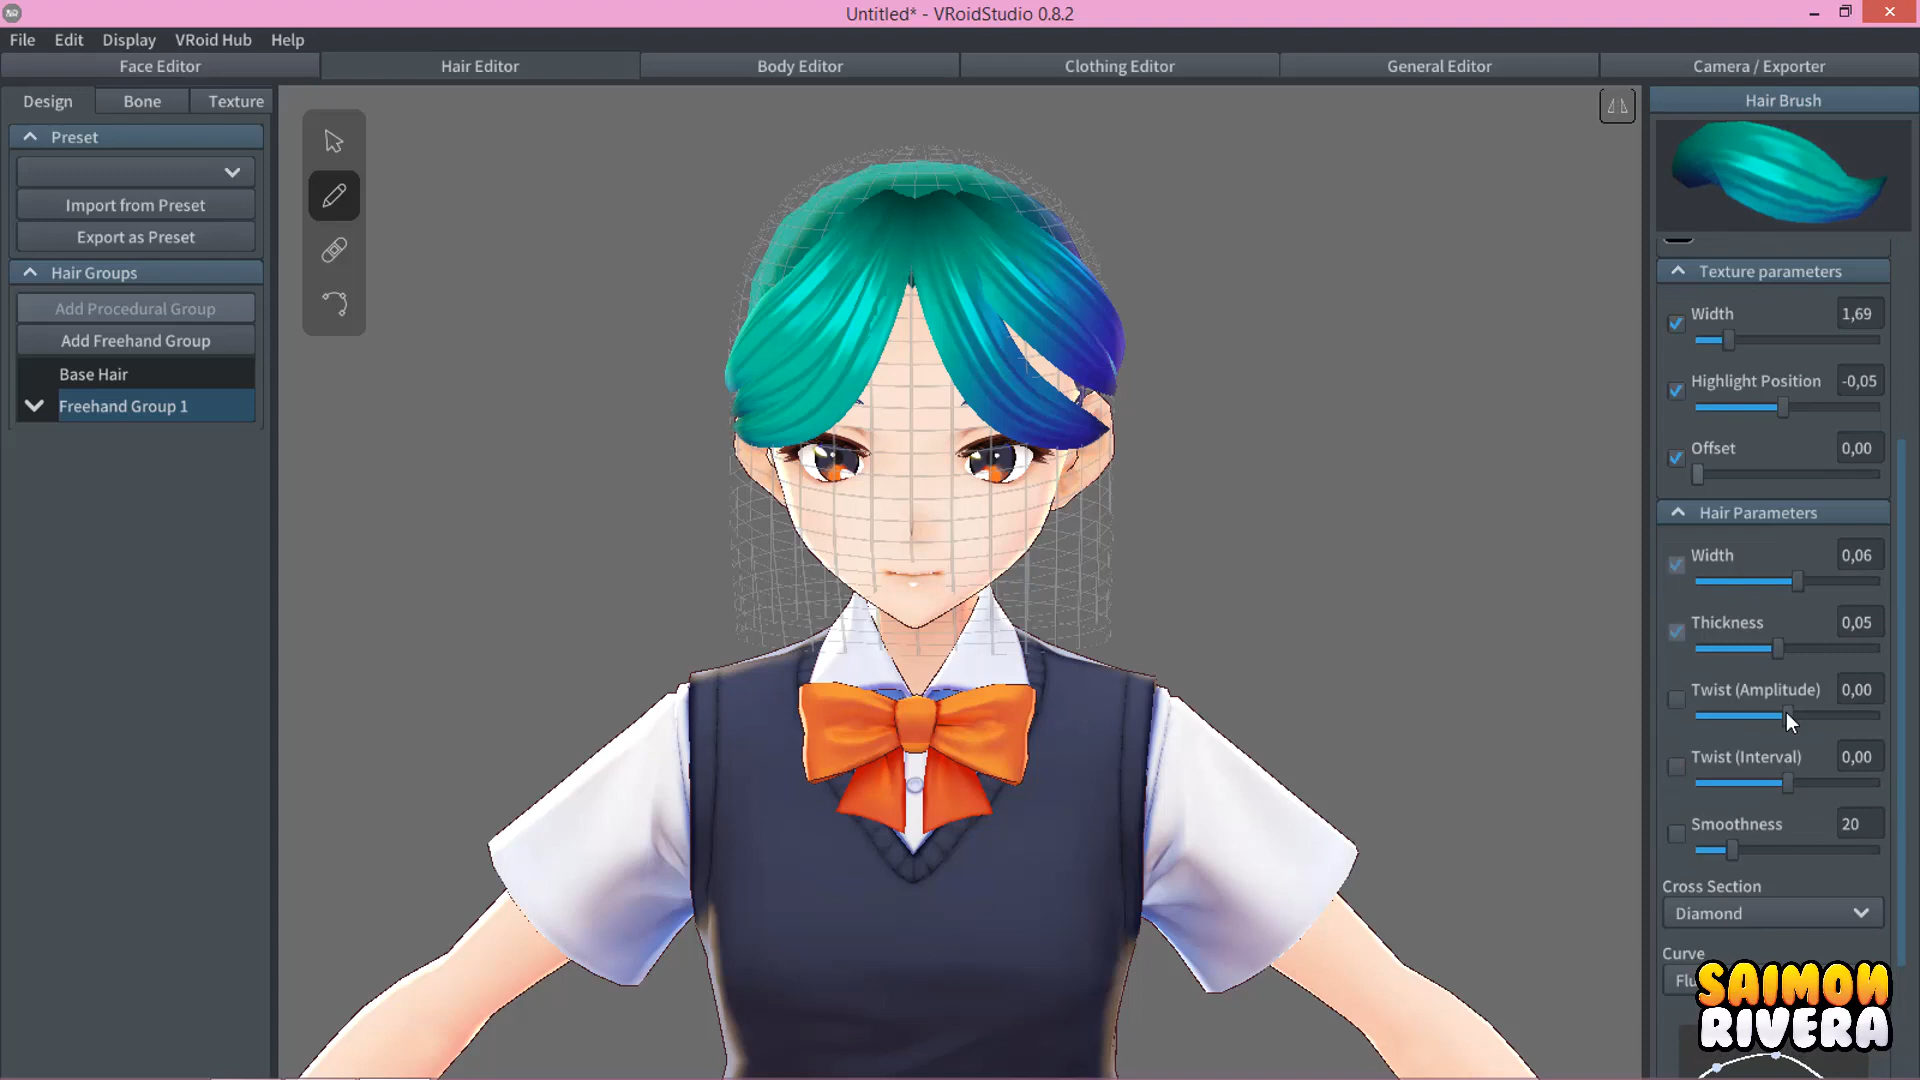 Untitled* - VRoidStudio 0.8.2
File Edit Display VRoid Hub Help
Face Editor Hair Editor Body Editor Clothing Editor General Editor Camera / Exporter
Design Bone Texture
Preset
Import from Preset
Export as Preset
Hair Groups
Add Procedural Group
Add Freehand Group
Base Hair
Freehand Group 1
Hair Brush
Texture parameters
Width 1,69
Highlight Position -0,05
Offset 0,00
Hair Parameters
Width 0,06
Thickness 0,05
Twist (Amplitude) 0,00
Twist (Interval) 0,00
Smoothness 20
Cross Section
Diamond
Curve
SAIMON
RIVERA